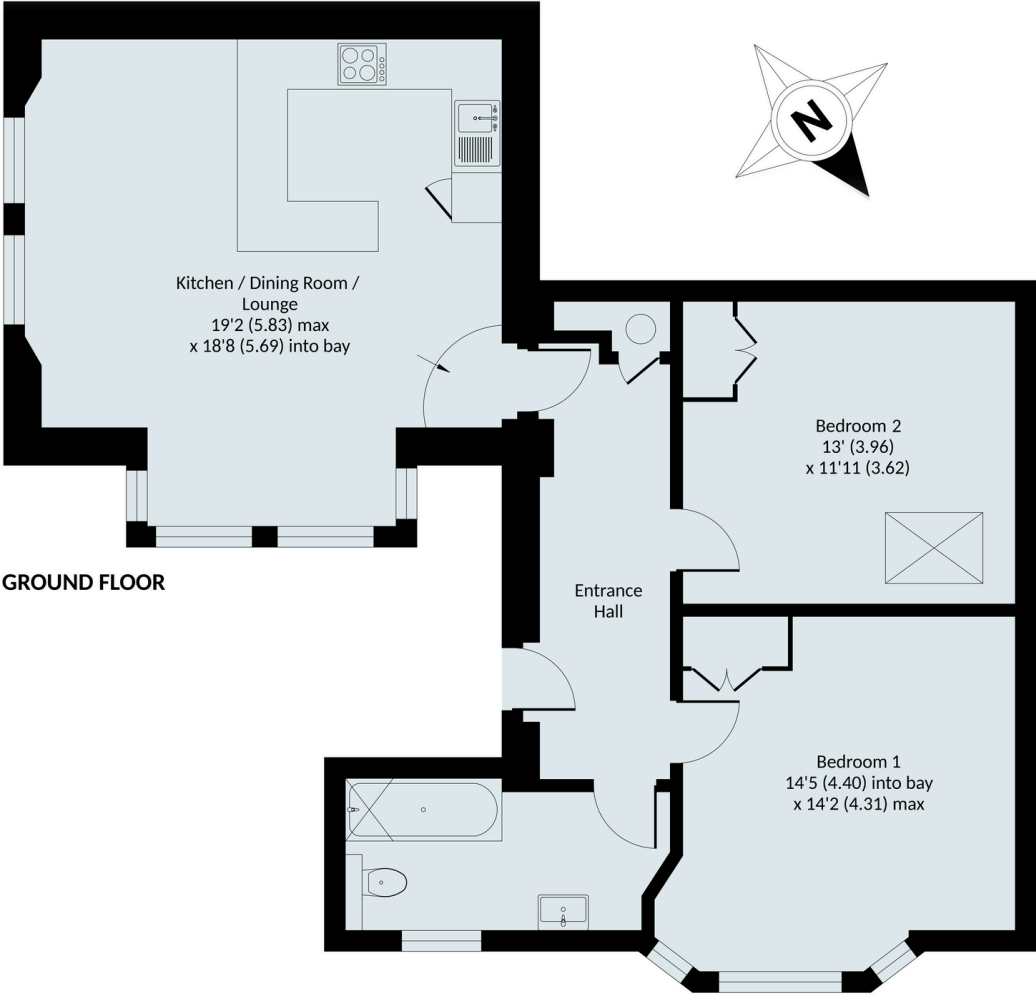 N
Kitchen / Dining Room /
Lounge
19'2 (5.83) max
x 18'8 (5.69) into bay
Bedroom 2
13' (3.96)
x 11'11 (3.62)
GROUND FLOOR
Entrance
Hall
Bedroom 1
14'5 (4.40) into bay
x 14'2 (4.31) max